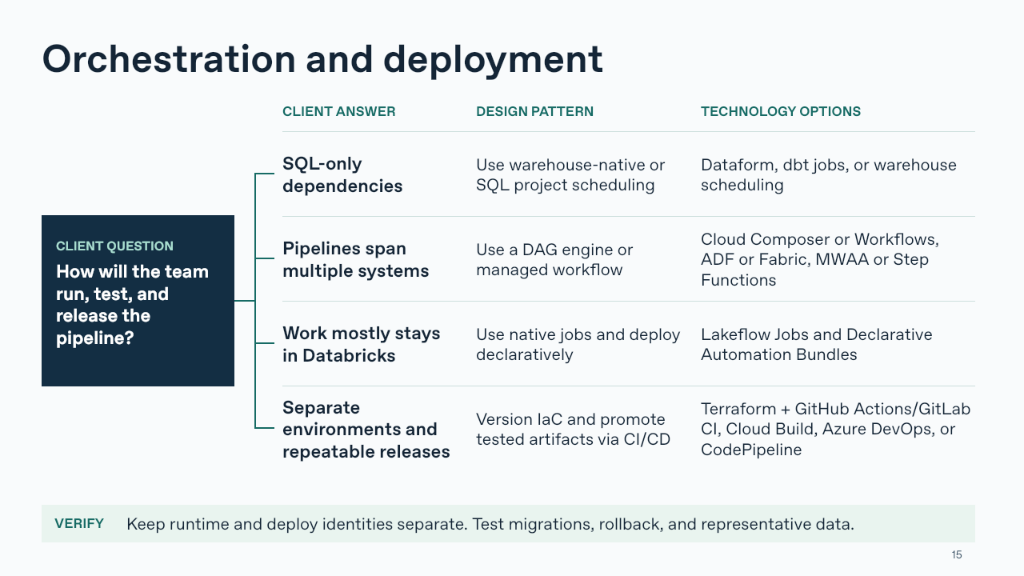 Orchestration and deployment
CLIENT ANSWER
DESIGN PATTERN
TECHNOLOGY OPTIONS
CLIENT QUESTION
How will the team
run, test, and
release the
pipeline?
SQL-only
dependencies
Use warehouse-native or
SQL project scheduling
Dataform, dbt jobs, or warehouse
scheduling
Pipelines span
multiple systems
Use a DAG engine or
managed workflow
Cloud Composer or Workflows,
ADF or Fabric, MWAA or Step
Functions
Work mostly stays
in Databricks
Use native jobs and deploy
declaratively
Lakeflow Jobs and Declarative
Automation Bundles
Separate
environments and
repeatable releases
Version IaC and promote
tested artifacts via CI/CD
Terraform + GitHub Actions/GitLab
CI, Cloud Build, Azure DevOps, or
CodePipeline
VERIFY Keep runtime and deploy identities separate. Test migrations, rollback, and representative data.
15